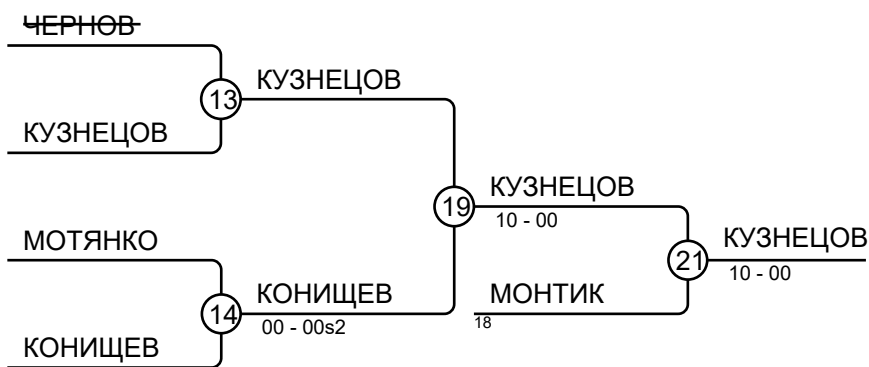 ЧЕРНОВ
13
КУЗНЕЦОВ
КУЗНЕЦОВ
19
КУЗНЕЦОВ
10 - 00
МОТЯНКО
21
КУЗНЕЦОВ
10 - 00
14
КОНИЩЕВ
00 - 00s2
МОНТИК
18
КОНИЩЕВ